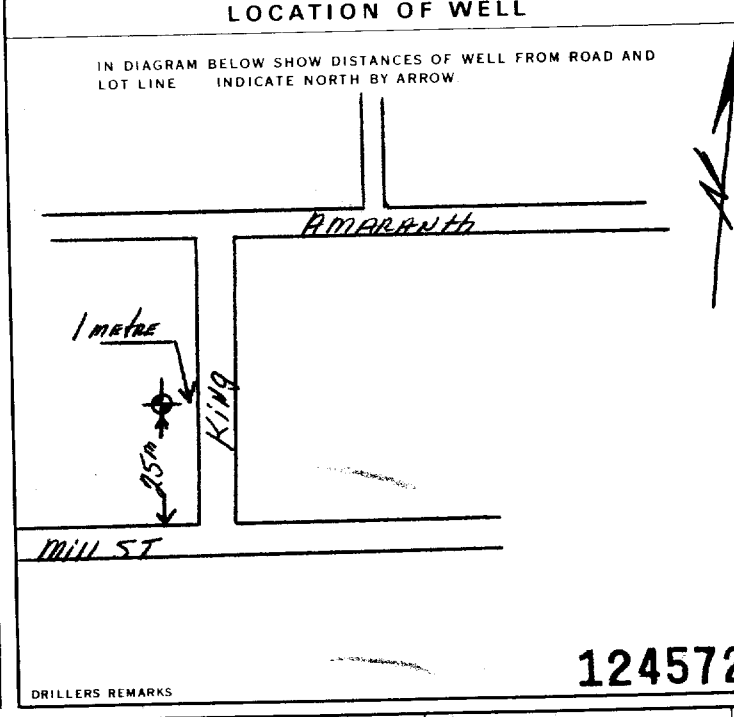 LOCATION OF WELL
IN DIAGRAM BELOW SHOW DISTANCES OF WELL FROM ROAD AND
LOT LINE INDICATE NORTH BY ARROW.
N
AMARANth
1 metre
King
25m
Mill ST
124572
DRILLERS REMARKS